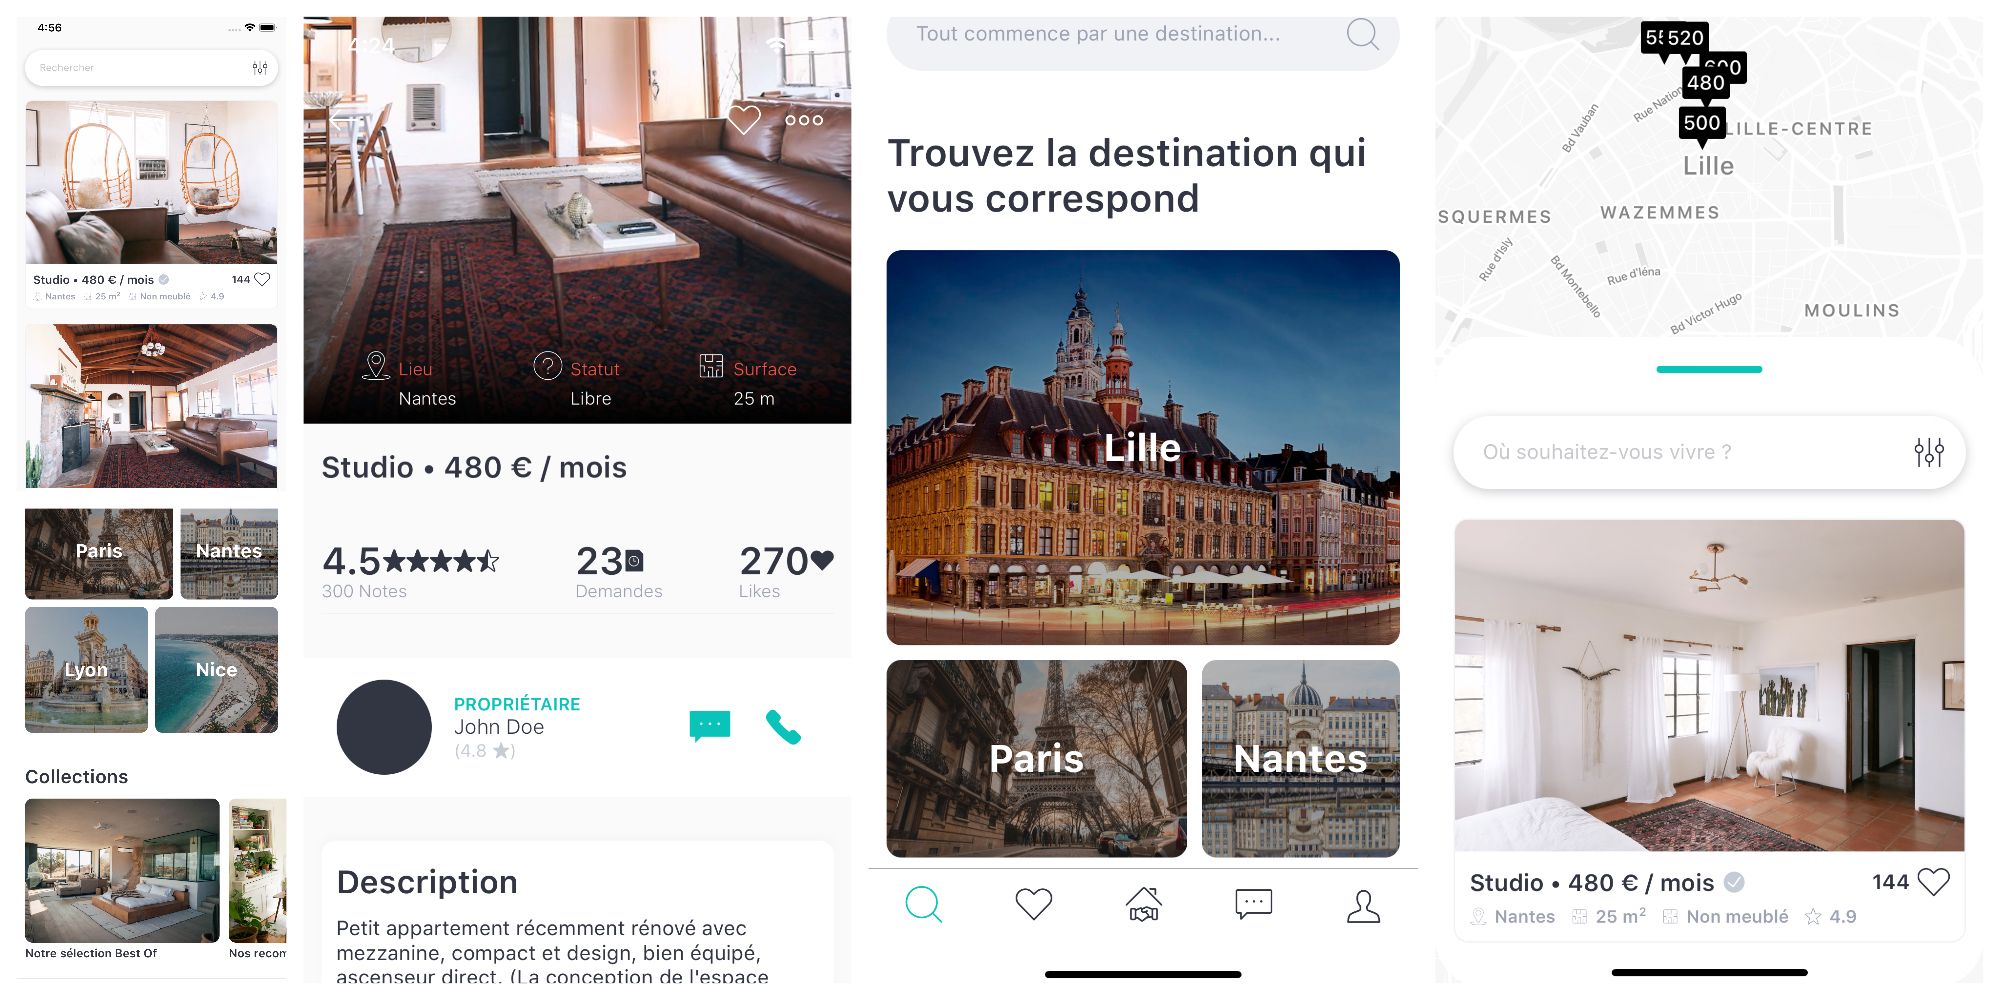 4:56
Rechercher
Studio • 480 € / mois
144
Nantes
25 m²
Non meublé
4.9
Paris
Nantes
Lyon
Nice
Collections
Notre sélection Best Of
Nos recom
4:24
Lieu
Nantes
Statut
Libre
Surface
25 m
Studio • 480 € / mois
4.5
300 Notes
23
Demandes
270
Likes
PROPRIÉTAIRE
John Doe
(4.8 ★)
Description
Petit appartement récemment rénové avec
mezzanine, compact et design, bien équipé,
ascenseur direct. (La conception de l'espace
Tout commence par une destination...
Trouvez la destination qui
vous correspond
Lille
Paris
Nantes
520
600
480
500
Bd Vauban
Rue Nation
LILLE-CENTRE
Lille
SQUERMES
WAZEMMES
Rue d'Isly
Bd Montebello
Rue d'Iéna
Bd Victor Hugo
MOULINS
Où souhaitez-vous vivre ?
Studio • 480 € / mois
144
Nantes
25 m²
Non meublé
4.9